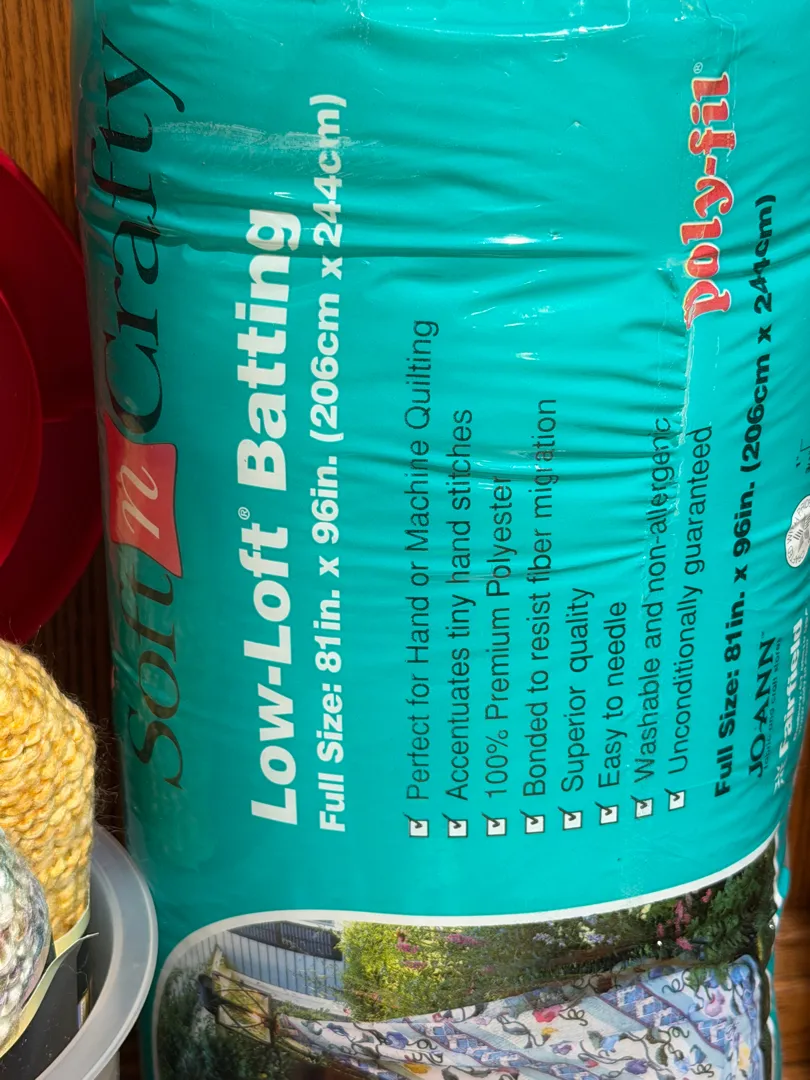 Soft n Crafty
Low-Loft® Batting
Full Size: 81in. x 96in. (206cm x 244cm)
Perfect for Hand or Machine Quilting
Accentuates tiny hand stitches
100% Premium Polyester
Bonded to resist fiber migration
Superior quality
Easy to needle
Washable and non-allergenic
Unconditionally guaranteed
poly-fil®
Full Size: 81in. x 96in. (206cm x 244cm)
JO-ANN™
Fairfield